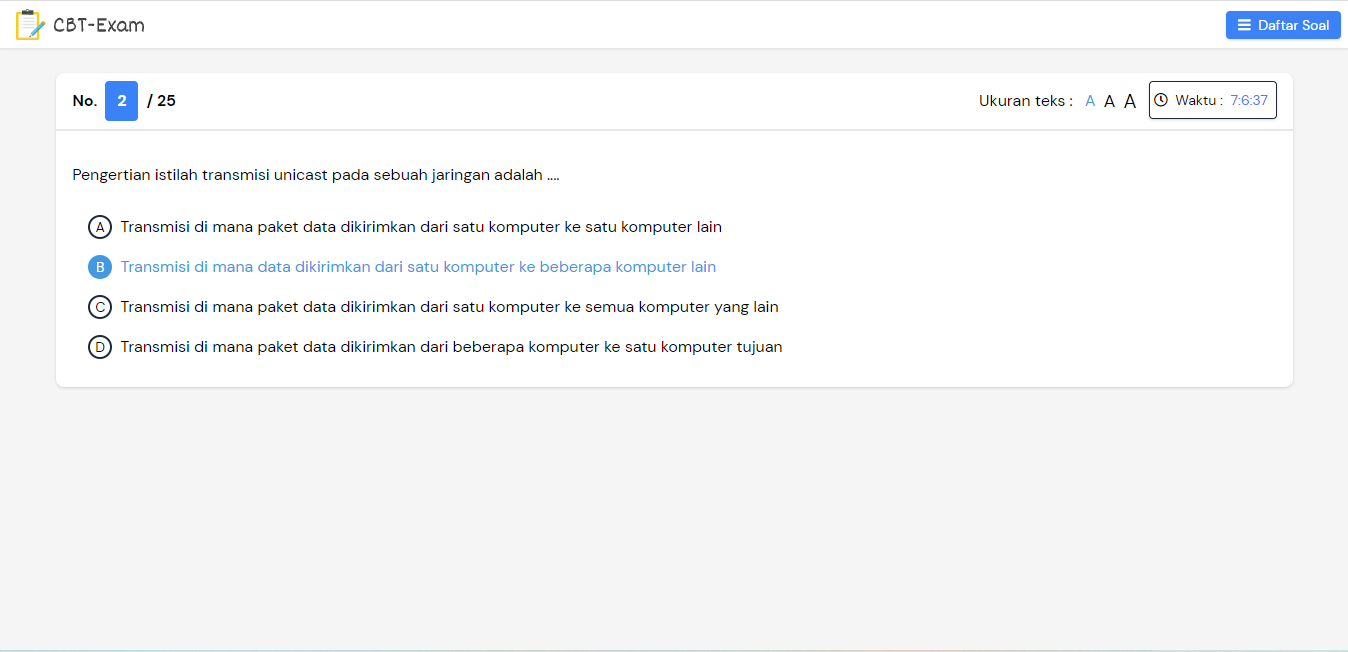 CBT-Exam
Daftar Soal
No. 2 / 25
Ukuran teks : A A A Waktu : 7:6:37
Pengertian istilah transmisi unicast pada sebuah jaringan adalah ....
A Transmisi di mana paket data dikirimkan dari satu komputer ke satu komputer lain
B Transmisi di mana data dikirimkan dari satu komputer ke beberapa komputer lain
C Transmisi di mana paket data dikirimkan dari satu komputer ke semua komputer yang lain
D Transmisi di mana paket data dikirimkan dari beberapa komputer ke satu komputer tujuan